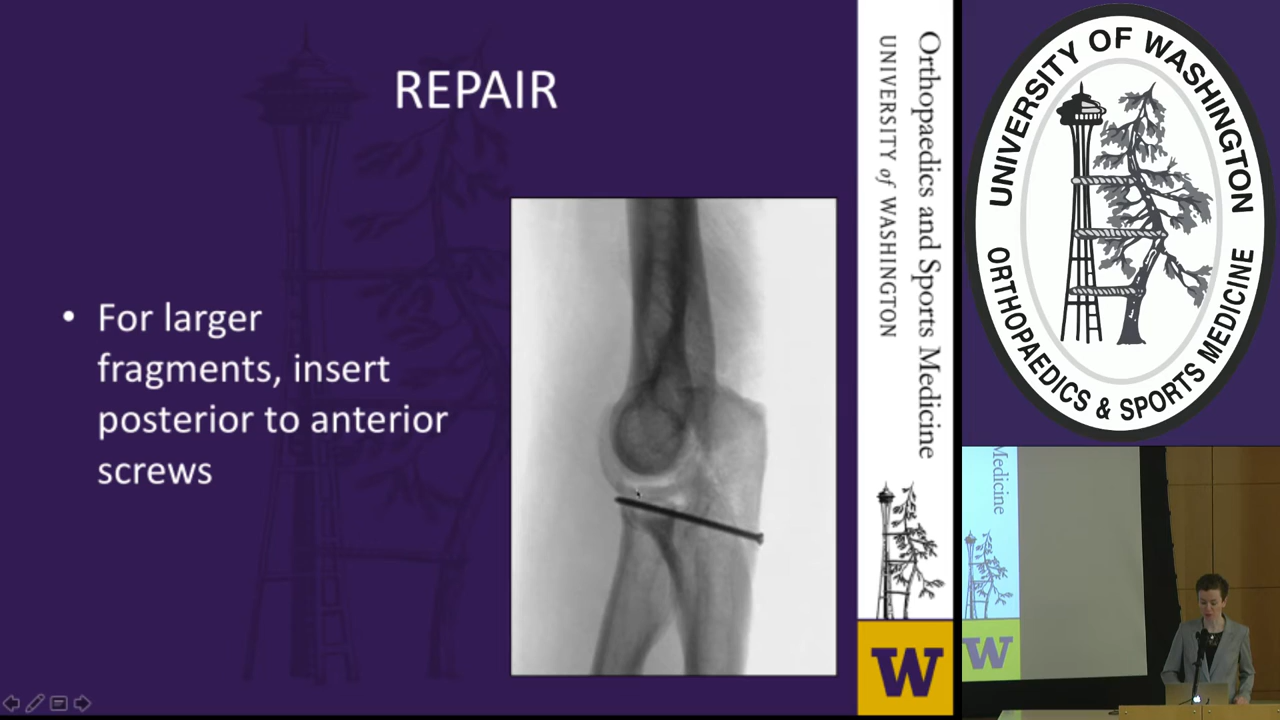 REPAIR
• For larger
fragments, insert
posterior to anterior
screws
Orthopaedics and Sports Medicine
UNIVERSITY of WASHINGTON
W
UNIVERSITY OF WASHINGTON
ORTHOPAEDICS & SPORTS MEDICINE
Medicine
W